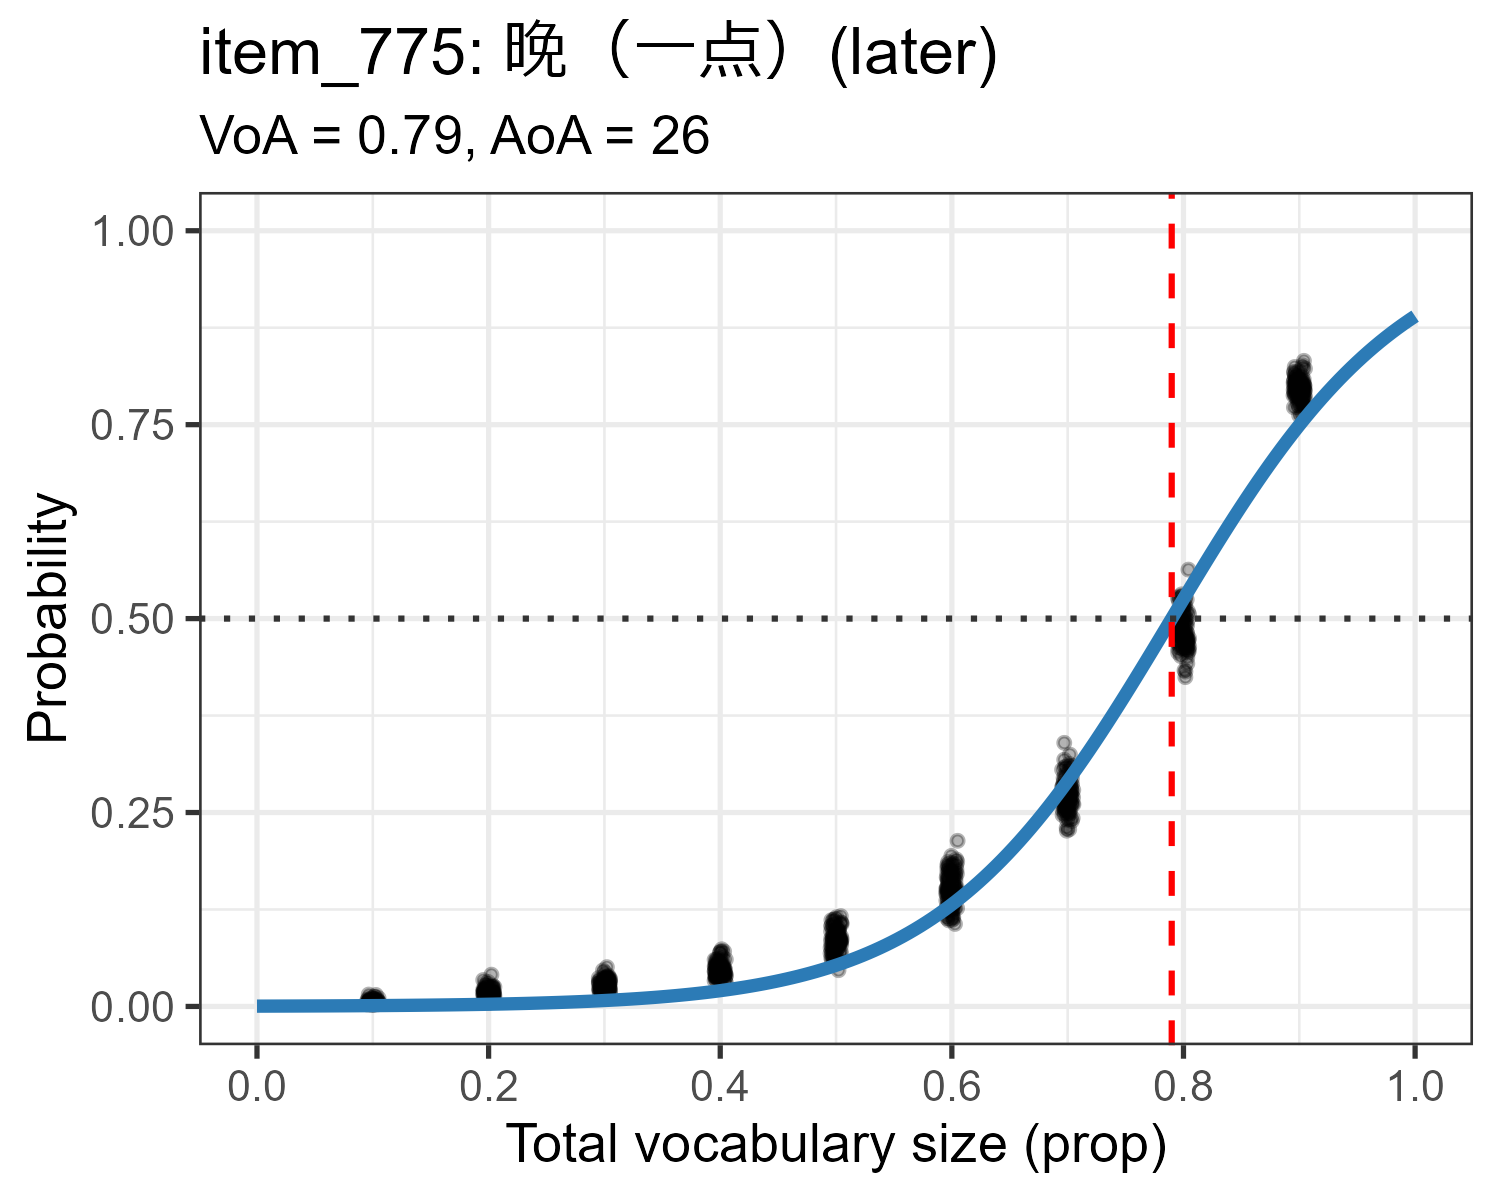 item_775: 晚（一点）(later)
VoA = 0.79, AoA = 26
1.00
0.75
0.50
0.25
0.00
Probability
0.0 0.2 0.4 0.6 0.8 1.0
Total vocabulary size (prop)